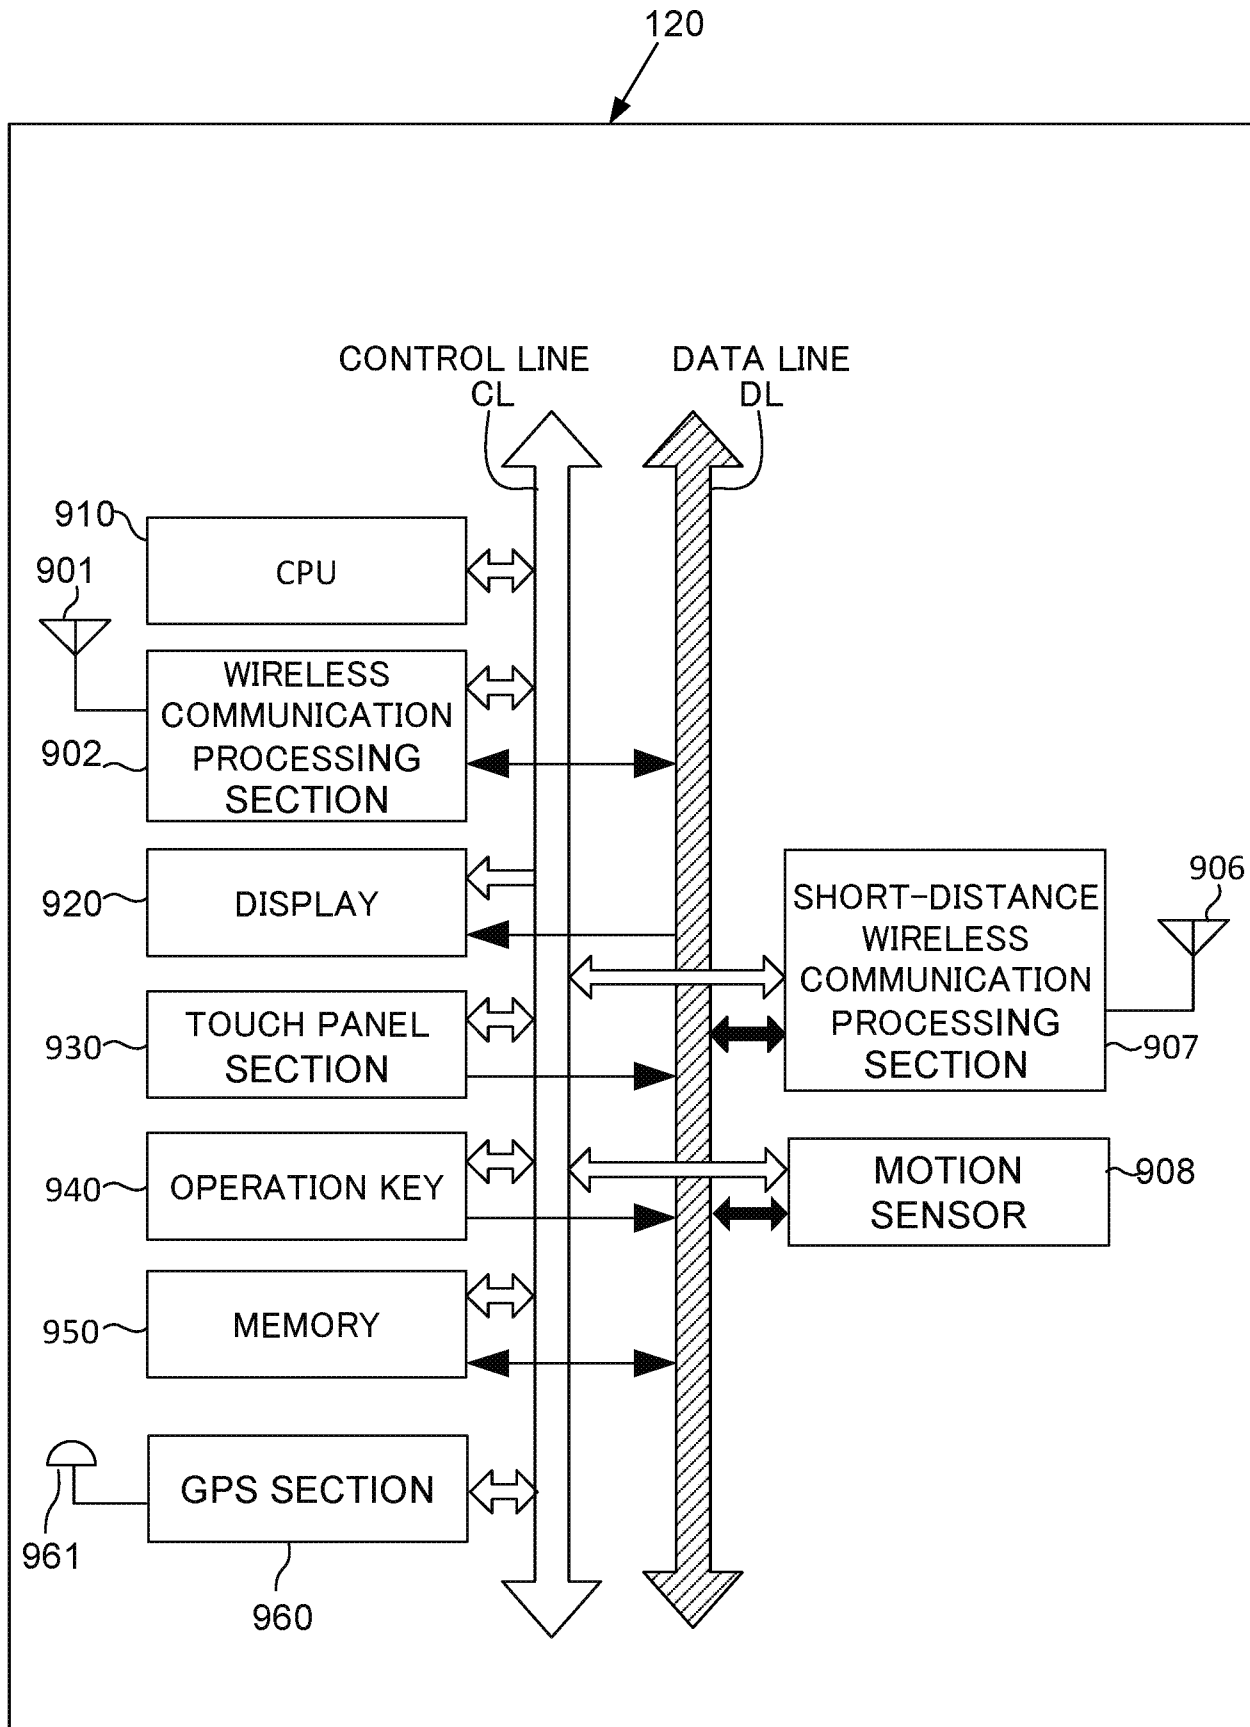 120
CONTROL LINE
CL
DATA LINE
DL
910
CPU
901
WIRELESS
COMMUNICATION
PROCESSING
SECTION
902
920
DISPLAY
SHORT-DISTANCE
WIRELESS
COMMUNICATION
PROCESSING
SECTION
906
907
930
TOUCH PANEL
SECTION
940
OPERATION KEY
MOTION
SENSOR
908
950
MEMORY
GPS SECTION
961
960